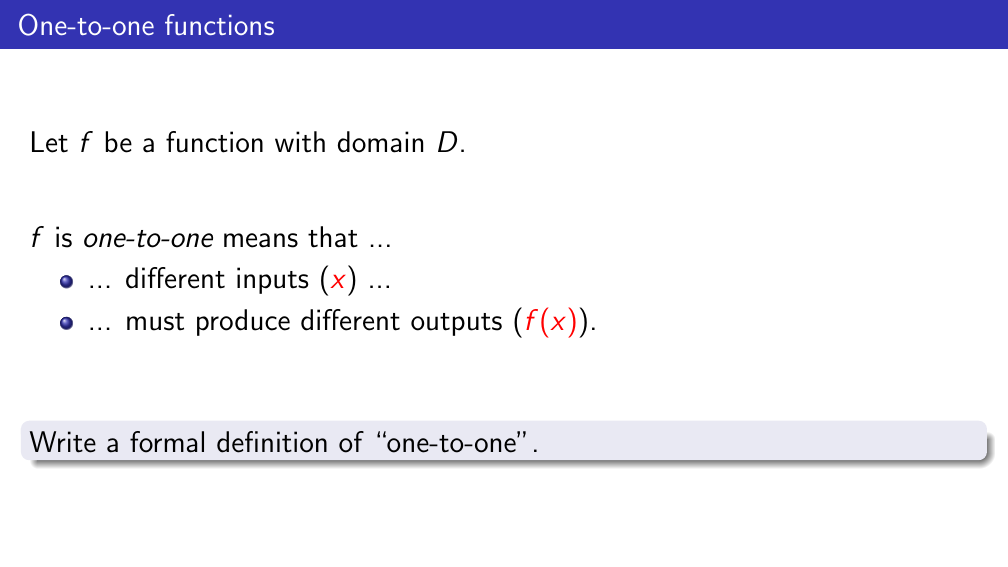 One-to-one functions
Let f be a function with domain D.
f is one-to-one means that ...
... different inputs (x) ...
... must produce different outputs (f(x)).
Write a formal definition of “one-to-one”.